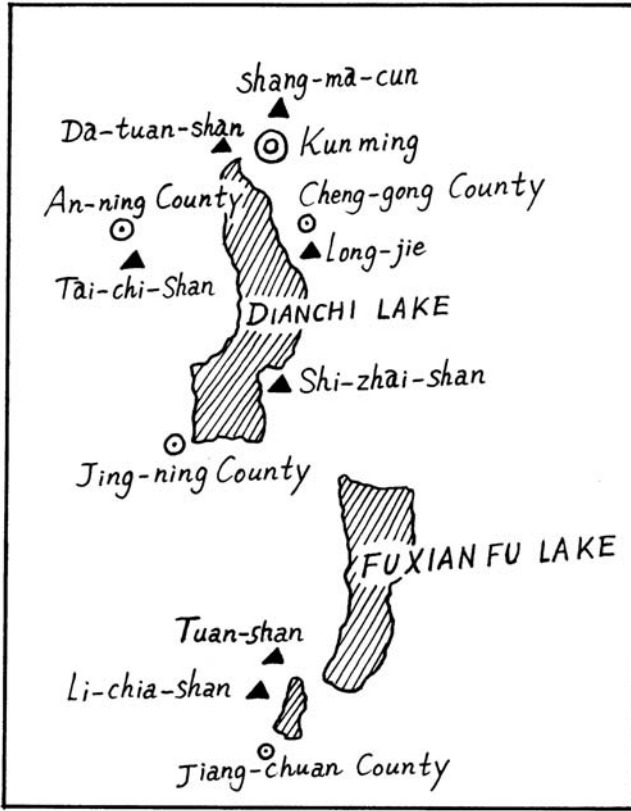 shang-ma-cun
Da-tuan-shan
Kunming
An-ning County
Cheng-gong County
Long-jie
Tai-chi-Shan
DIANCHI LAKE
Shi-zhai-shan
Jing-ning County
FUXIAN FU LAKE
Tuan-shan
Li-chia-shan
Jiang-chuan County